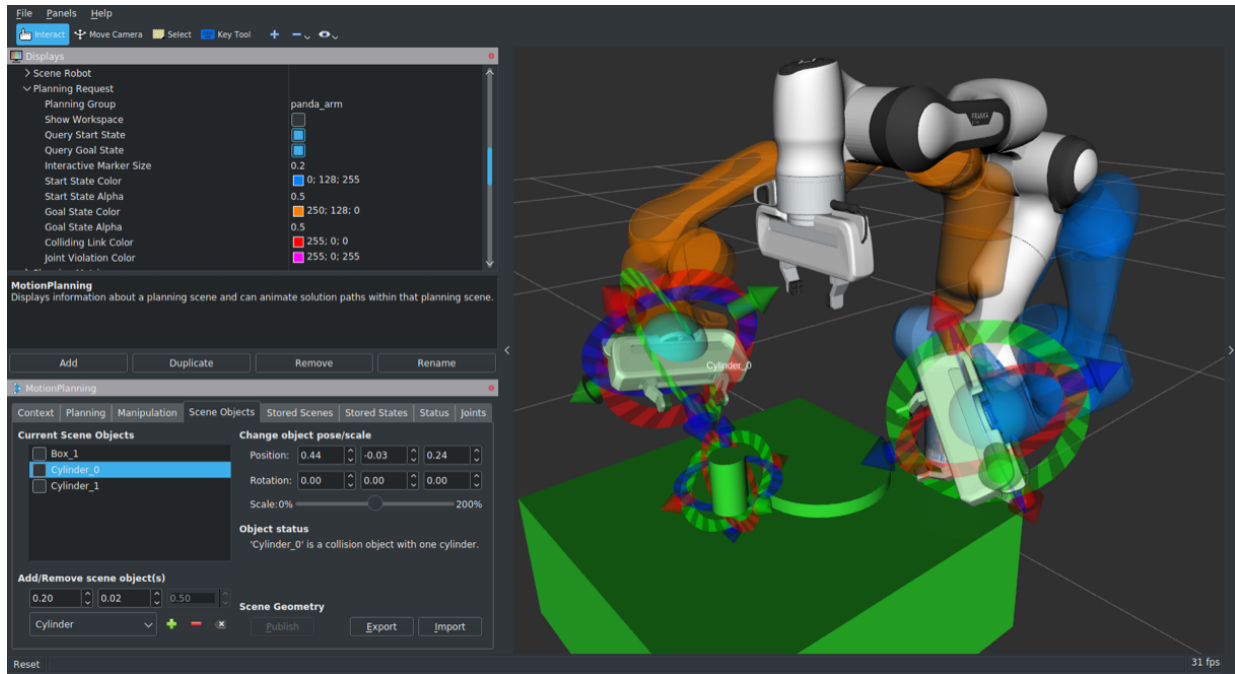 File Panels Help
Interact Move Camera Select Key Tool
Displays
Scene Robot
Planning Request
Planning Group panda_arm
Show Workspace
Query Start State
Query Goal State
Interactive Marker Size 0.2
Start State Color 0; 128; 255
Start State Alpha 0.5
Goal State Color 250; 128; 0
Goal State Alpha 0.5
Colliding Link Color 255; 0; 0
Joint Violation Color 255; 0; 255
MotionPlanning
Displays information about a planning scene and can animate solution paths within that planning scene.
Add Duplicate Remove Rename
MotionPlanning
Context Planning Manipulation Scene Objects Stored Scenes Stored States Status Joints
Current Scene Objects
Box_1
Cylinder_0
Cylinder_1
Change object pose/scale
Position: 0.44 -0.03 0.24
Rotation: 0.00 0.00 0.00
Scale:0% 200%
Object status
'Cylinder_0' is a collision object with one cylinder.
Add/Remove scene object(s)
0.20 0.02 0.50
Cylinder
Scene Geometry
Publish Export Import
Reset
FRANKA
Cylinder_0
31 fps